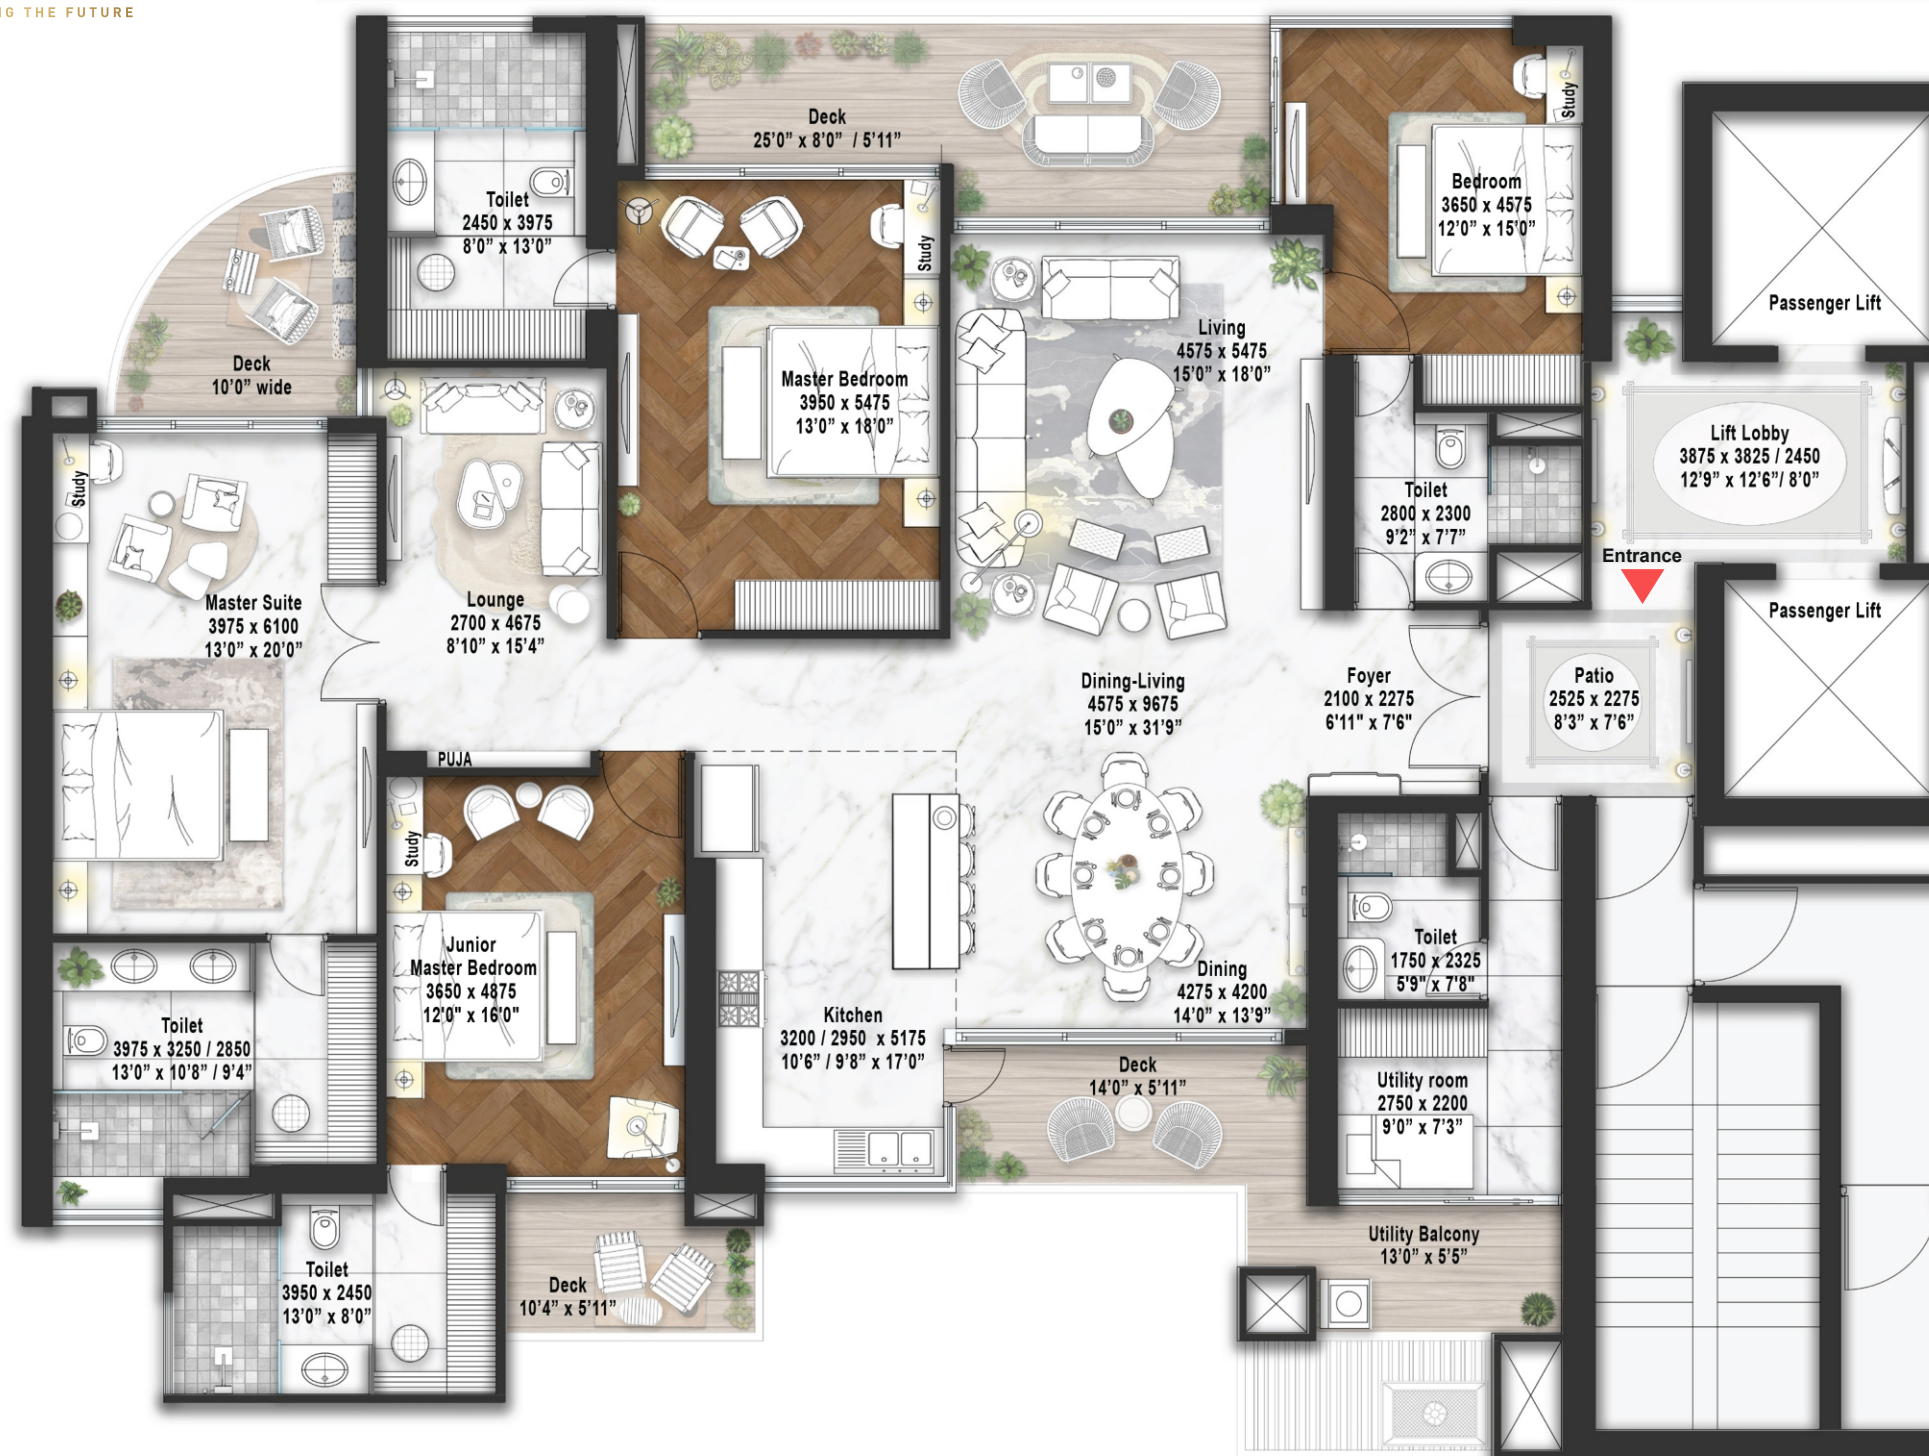 NG THE FUTURE
Deck
25'0" x 8'0" / 5'11"
Study
Bedroom
3650 x 4575
12'0" x 15'0"
Toilet
2450 x 3975
8'0" x 13'0"
Study
Passenger Lift
Deck
10'0" wide
Living
4575 x 5475
15'0" x 18'0"
Master Bedroom
3950 x 5475
13'0" x 18'0"
Lift Lobby
3875 x 3825 / 2450
12'9" x 12'6"/ 8'0"
Study
Toilet
2800 x 2300
9'2" x 7'7"
Entrance
Master Suite
3975 x 6100
13'0" x 20'0"
Lounge
2700 x 4675
8'10" x 15'4"
Passenger Lift
Dining-Living
4575 x 9675
15'0" x 31'9"
Foyer
2100 x 2275
6'11" x 7'6"
Patio
2525 x 2275
8'3" x 7'6"
PUJA
Study
Junior
Master Bedroom
3650 x 4875
12'0" x 16'0"
Toilet
1750 x 2325
5'9" x 7'8"
Dining
4275 x 4200
14'0" x 13'9"
Toilet
3975 x 3250 / 2850
13'0" x 10'8" / 9'4"
Kitchen
3200 / 2950 x 5175
10'6" / 9'8" x 17'0"
Deck
14'0" x 5'11"
Utility room
2750 x 2200
9'0" x 7'3"
Utility Balcony
13'0" x 5'5"
Toilet
3950 x 2450
13'0" x 8'0"
Deck
10'4" x 5'11"